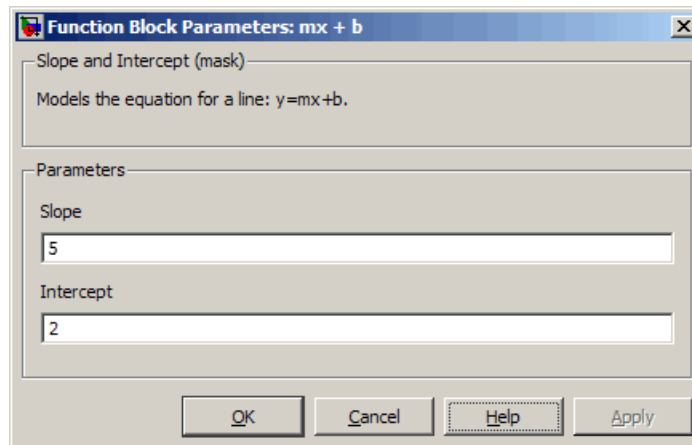 Function Block Parameters: mx + b
Slope and Intercept (mask)
Models the equation for a line: y=mx+b.
Parameters
Slope
5
Intercept
2
OK Cancel Help Apply